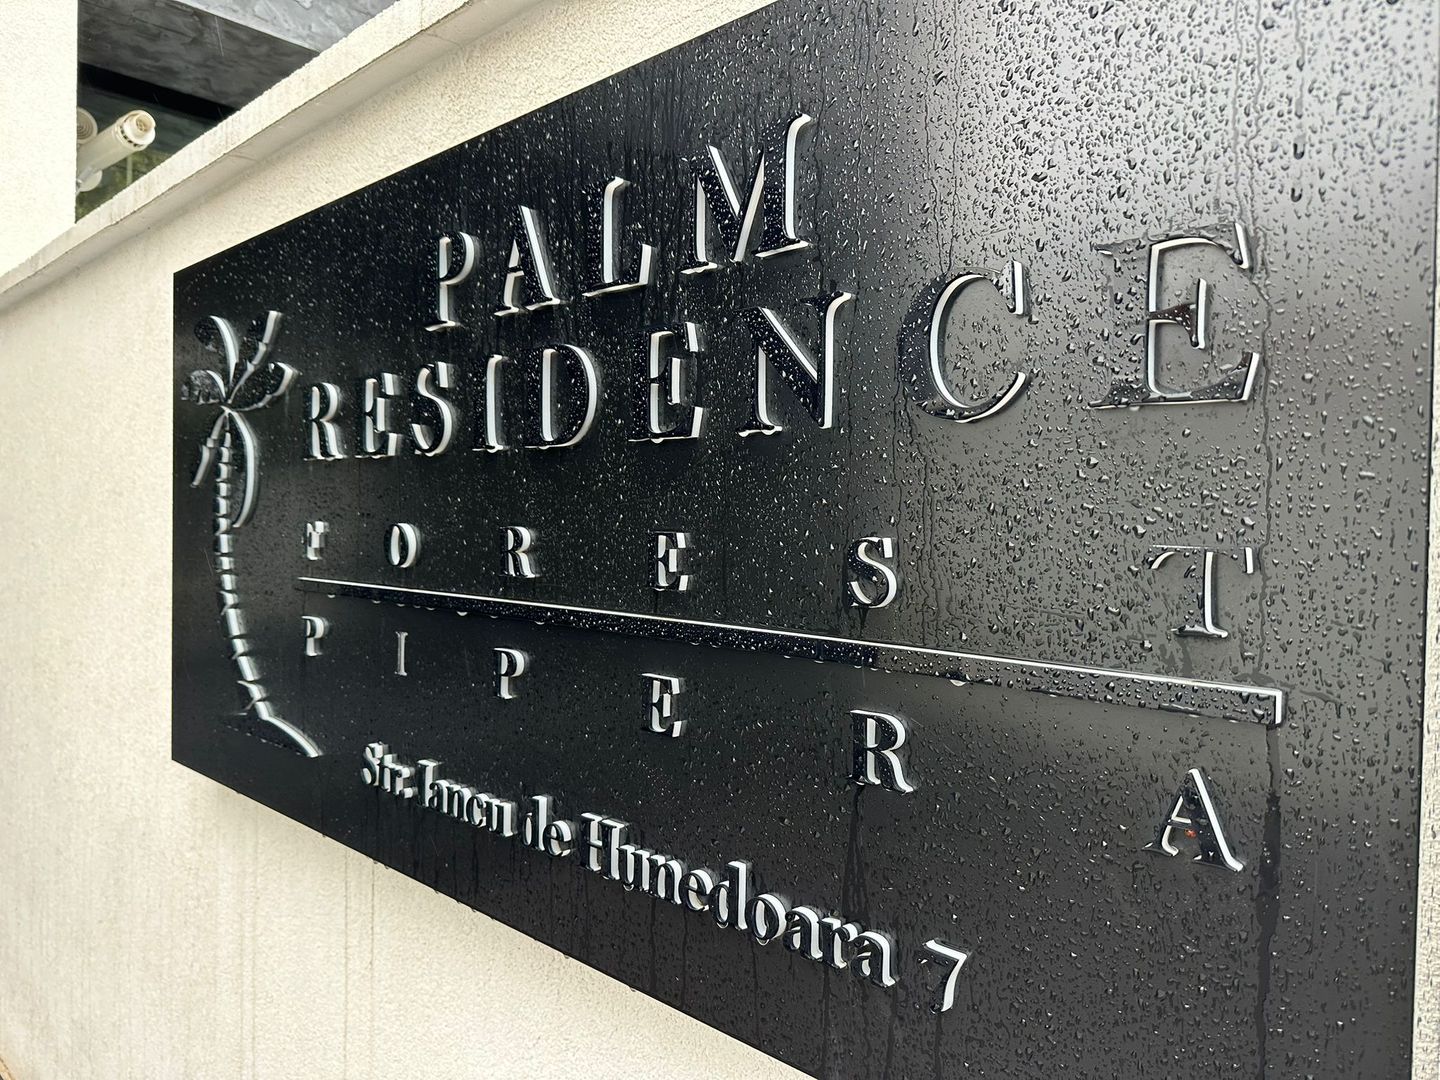 PALM
RESIDENCE
FOREST
PIPERA
Str. Iancu de Hunedoara 7